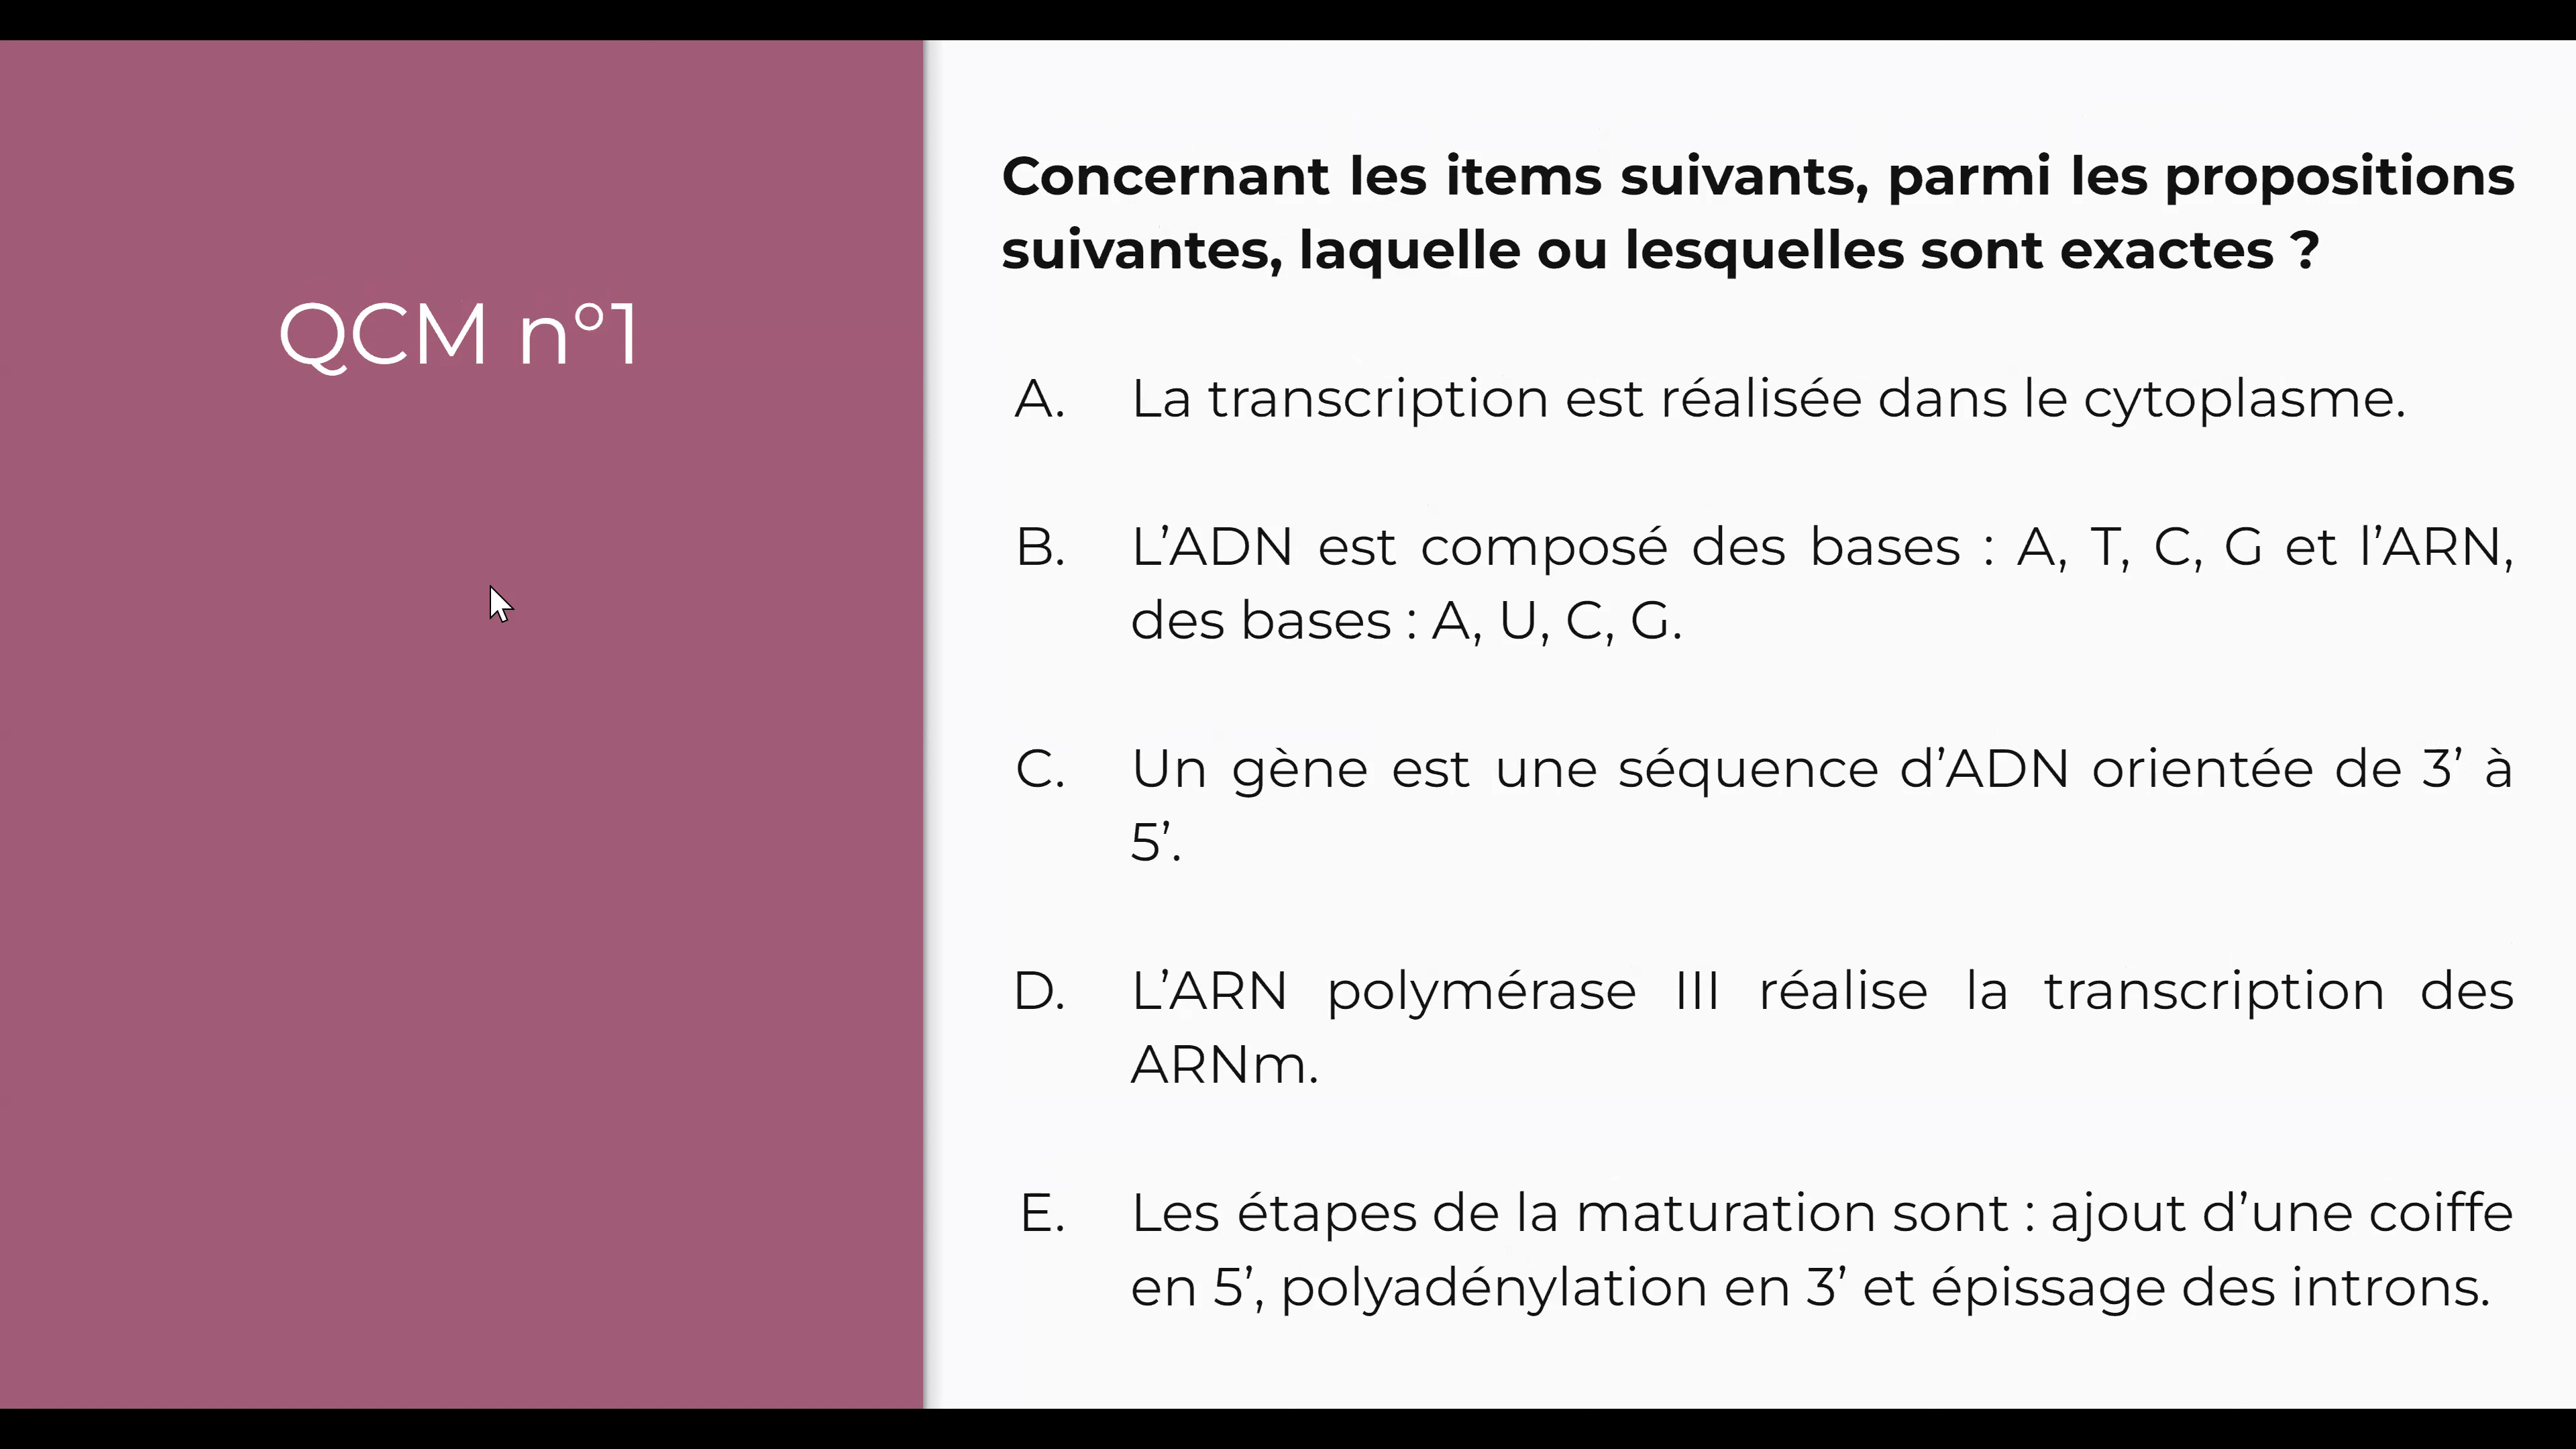 QCM n°1
Concernant les items suivants, parmi les propositions
suivantes, laquelle ou lesquelles sont exactes ?
A. La transcription est réalisée dans le cytoplasme.
B. L’ADN est composé des bases : A, T, C, G et l’ARN,
des bases : A, U, C, G.
C. Un gène est une séquence d’ADN orientée de 3’ à
5’.
D. L’ARN polymérase III réalise la transcription des
ARNm.
E. Les étapes de la maturation sont : ajout d’une coiffe
en 5’, polyadénylation en 3’ et épissage des introns.